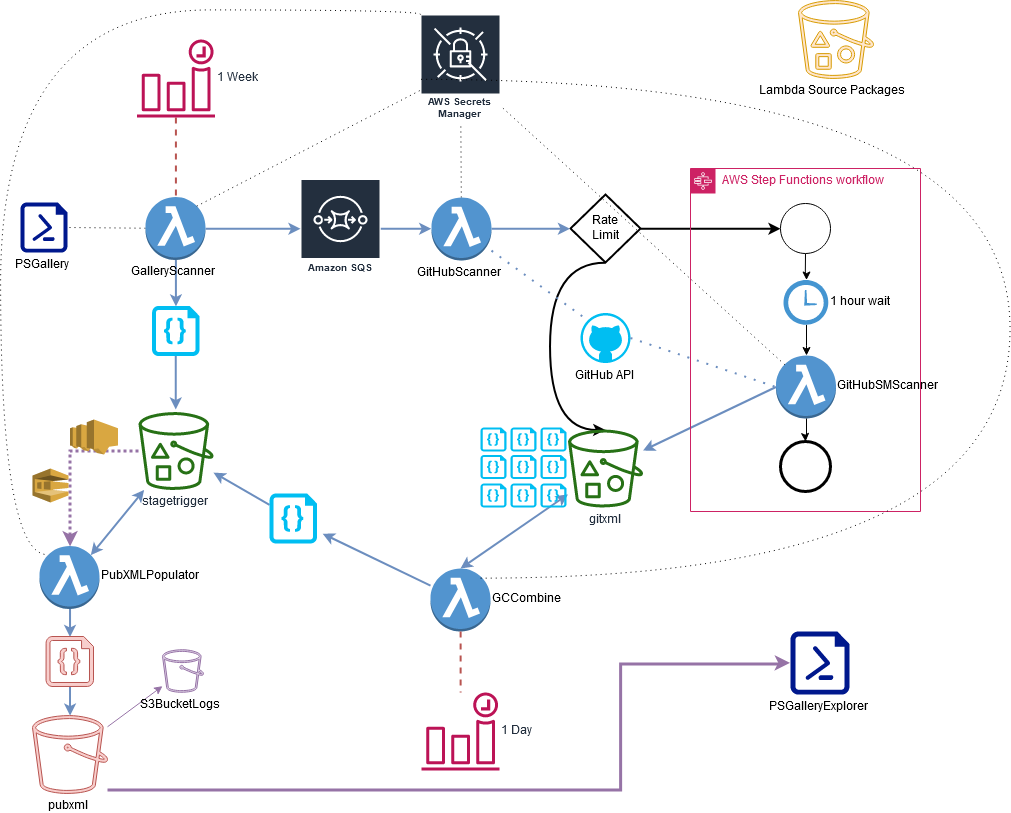 Lambda Source Packages
1 Week
AWS Secrets
Manager
AWS Step Functions workflow
PSGallery
GalleryScanner
Amazon SQS
GitHubScanner
Rate
Limit
1 hour wait
GitHub API
GitHubSMScanner
stagetrigger
gitxml
PubXMLPopulator
GCCombine
S3BucketLogs
1 Day
PSGalleryExplorer
pubxml